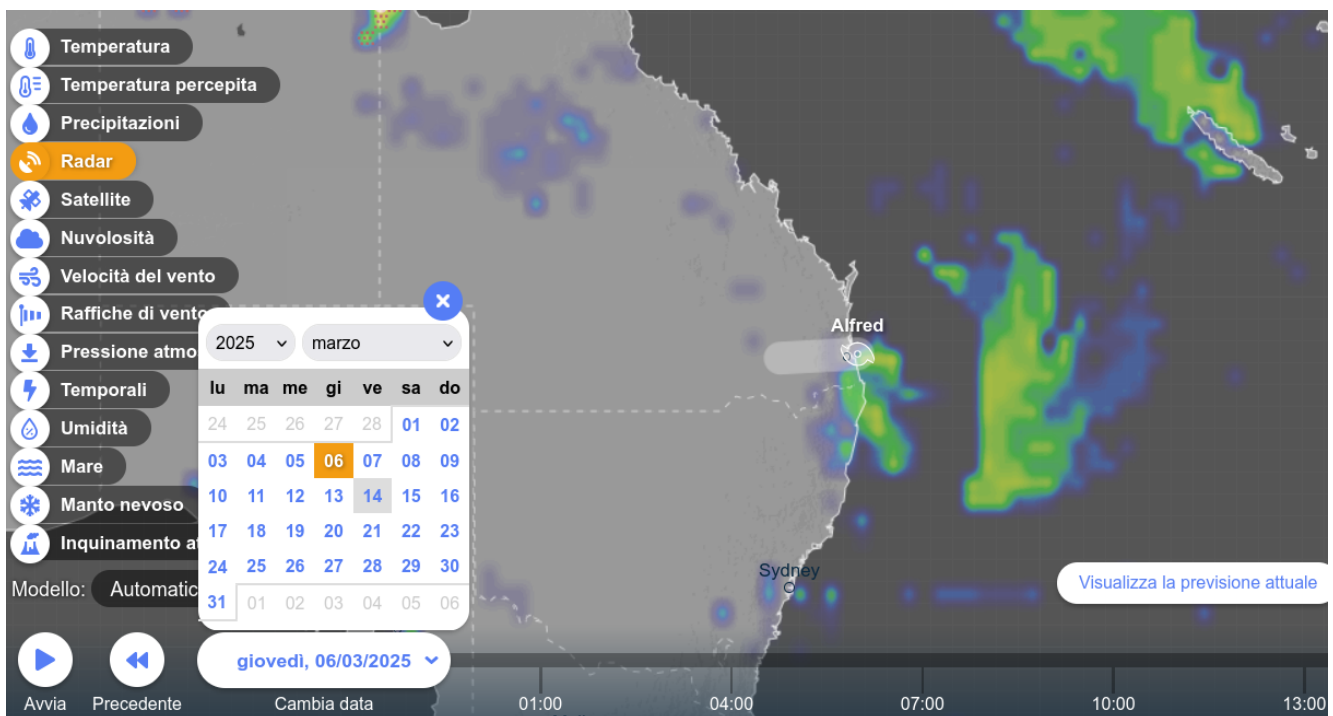 Temperatura
Temperatura percepita
Precipitazioni
Radar
Satellite
Nuvolosità
Velocità del vento
Raffiche di vento
Pressione atmo
Temporali
Umidità
Mare
Manto nevoso
Inquinamento at
Modello: Automatic
2025 marzo
lu ma me gi ve sa do
24 25 26 27 28 01 02
03 04 05 06 07 08 09
10 11 12 13 14 15 16
17 18 19 20 21 22 23
24 25 26 27 28 29 30
31 01 02 03 04 05 06
Alfred
Sydney
Visualizza la previsione attuale
giovedì, 06/03/2025
Avvia Precedente Cambia data 01:00 04:00 07:00 10:00 13:00